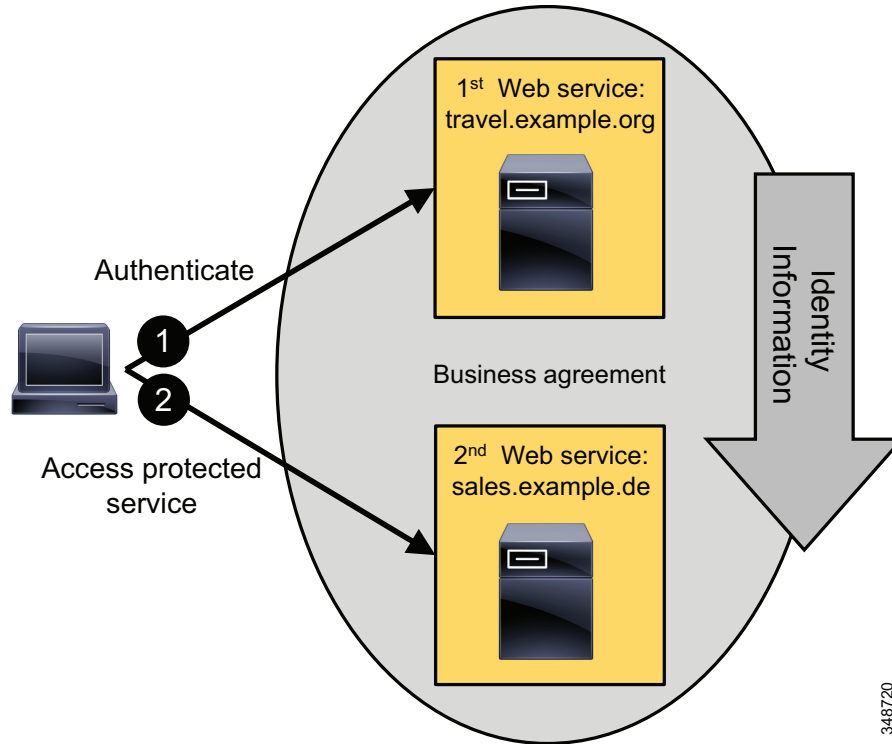 1st Web service:
travel.example.org
Authenticate
1
2
Access protected
service
Business agreement
2nd Web service:
sales.example.de
Identity
Information
348720